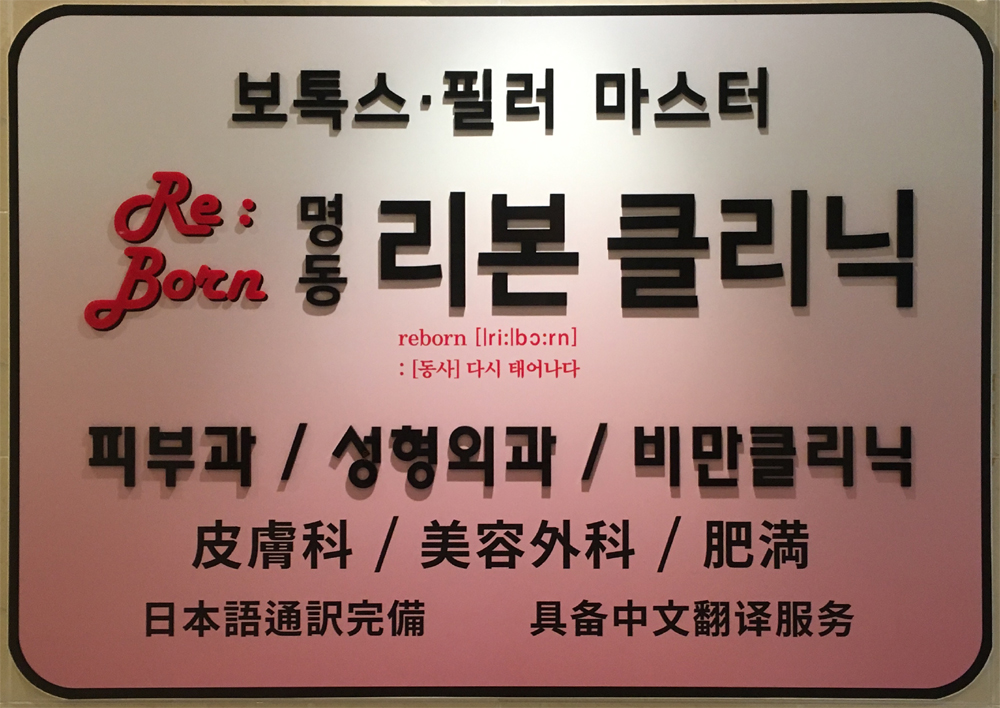 보톡스·필러 마스터
Re:
Born
명동 리본 클리닉
reborn [|ri:|bɔ:rn]
: [동사] 다시 태어나다
피부과 / 성형외과 / 비만클리닉
皮膚科 / 美容外科 / 肥満
日本語通訳完備 具备中文翻译服务